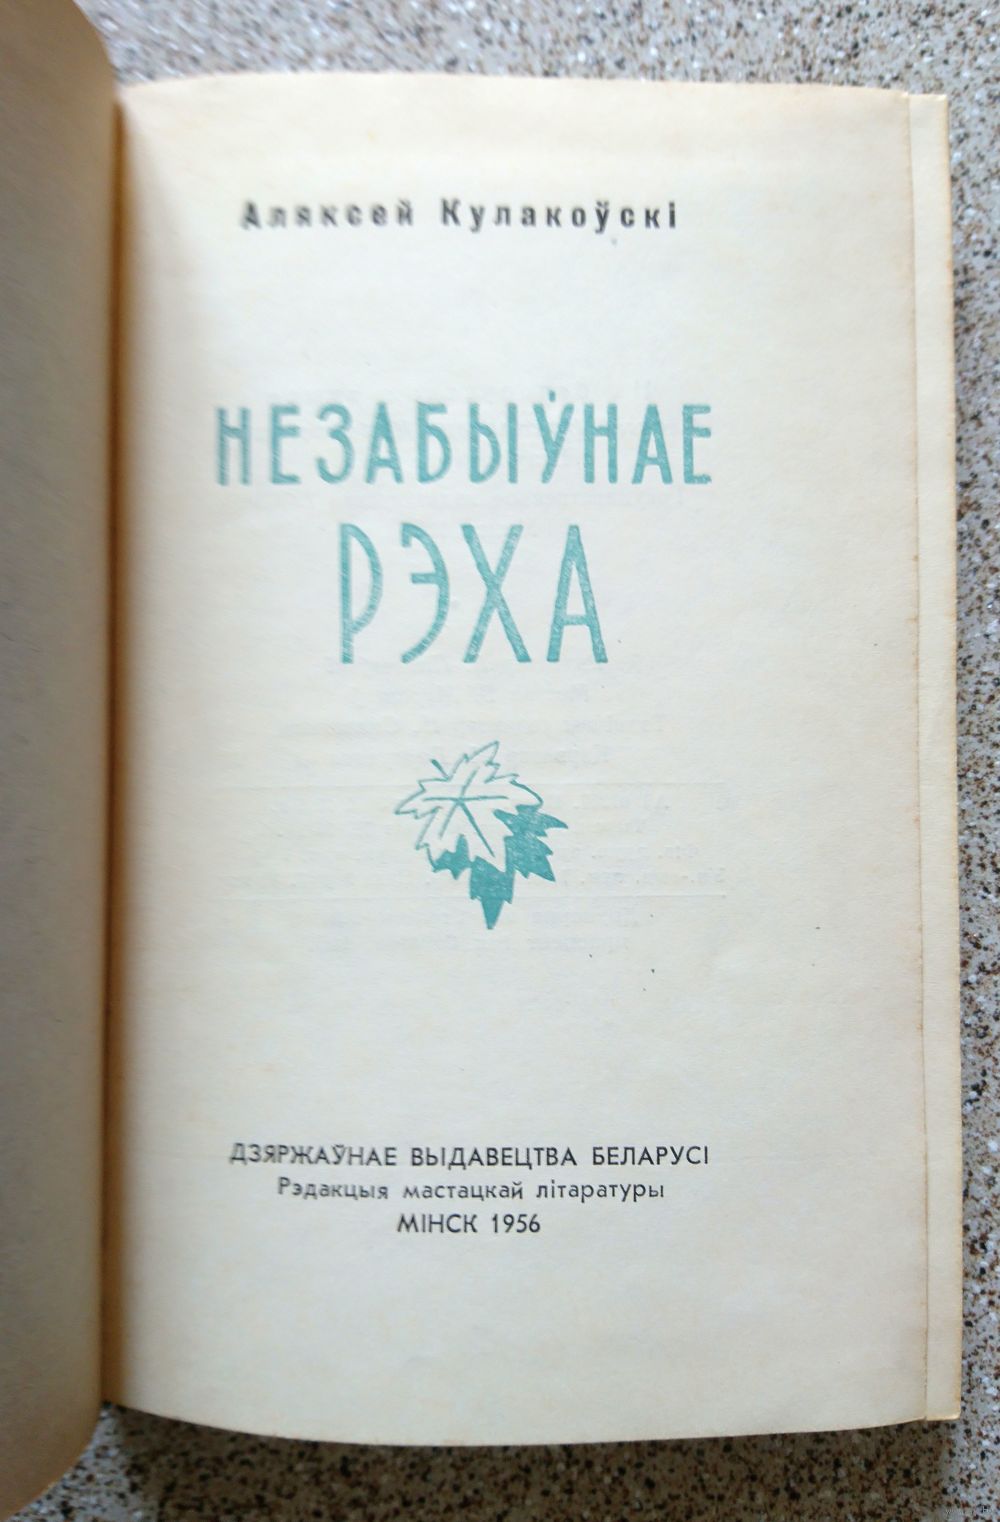 Аляксей Кулакоўскі
НЕЗАБЫЎНАЕ
РЭХА
ДЗЯРЖАЎНАЕ ВЫДАВЕЦТВА БЕЛАРУСІ
Рэдакцыя мастацкай літаратуры
МІНСК 1956